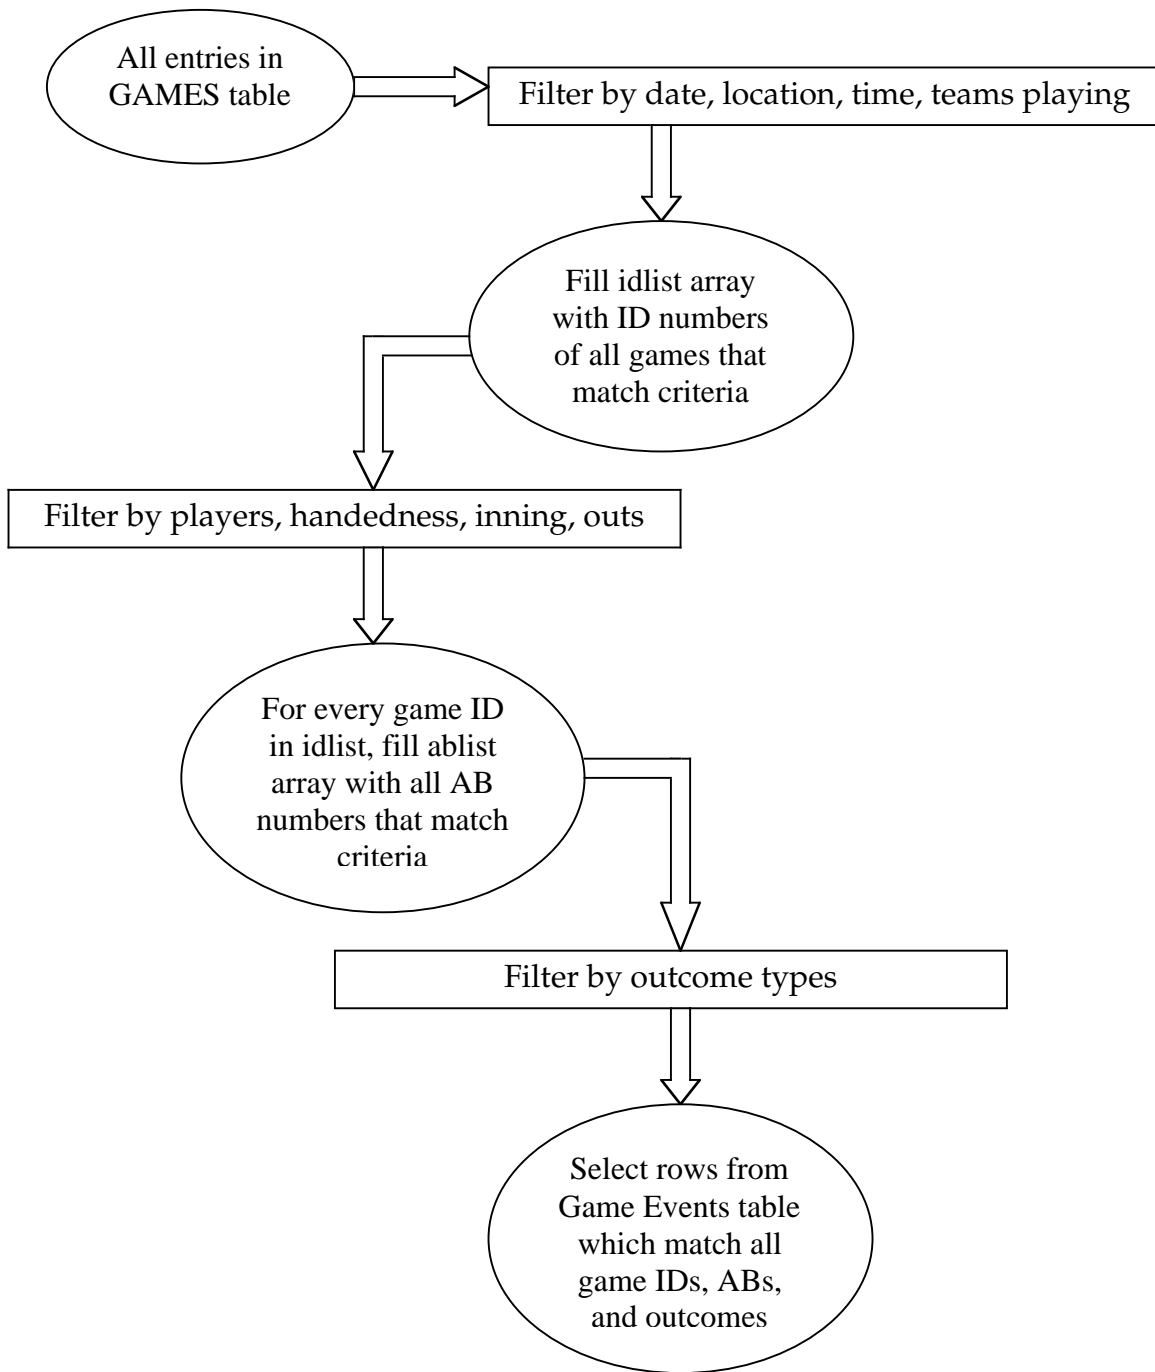 All entries in
GAMES table
Filter by date, location, time, teams playing
Fill idlist array
with ID numbers
of all games that
match criteria
Filter by players, handedness, inning, outs
For every game ID
in idlist, fill ablist
array with all AB
numbers that match
criteria
Filter by outcome types
Select rows from
Game Events table
which match all
game IDs, ABs,
and outcomes